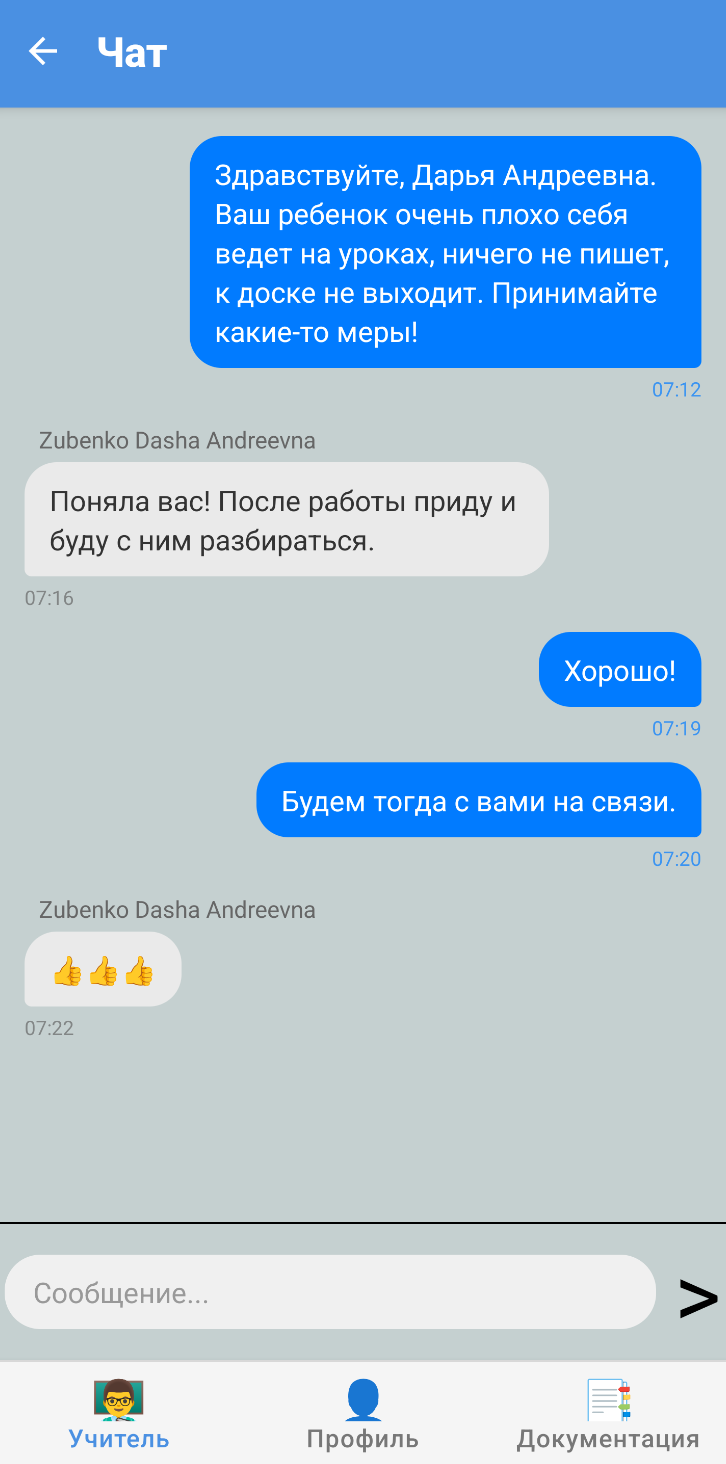 Чат
Здравствуйте, Дарья Андреевна.
Ваш ребенок очень плохо себя
ведет на уроках, ничего не пишет,
к доске не выходит. Принимайте
какие-то меры!
07:12
Zubenko Dasha Andreevna
Поняла вас! После работы приду и
буду с ним разбираться.
07:16
Хорошо!
07:19
Будем тогда с вами на связи.
07:20
Zubenko Dasha Andreevna
👍👍👍
07:22
Сообщение...
>
Учитель
Профиль
Документация